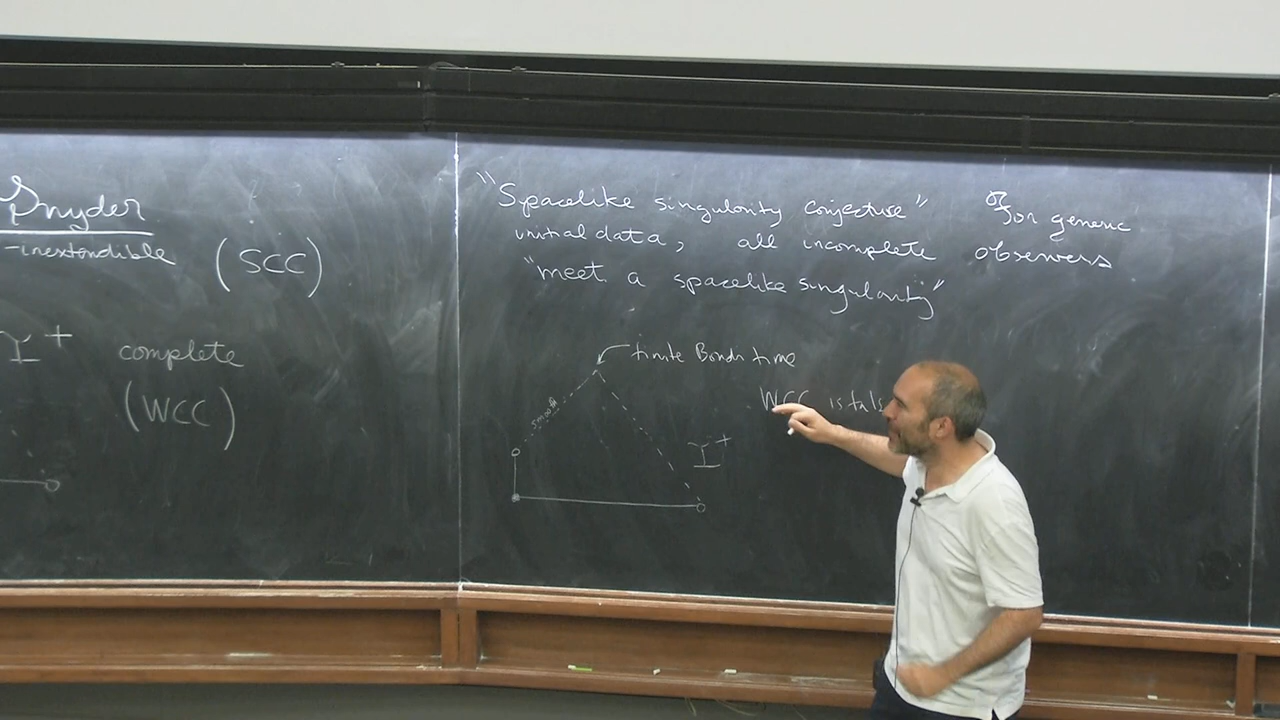 Snyder
-inextendible
(SCC)
I+ complete
(WCC)
"Spacelike singularity conjecture" For generic
initial data, all incomplete observers
"meet a spacelike singularity"
finite Bondi time
smooth
WCC is fals
I+